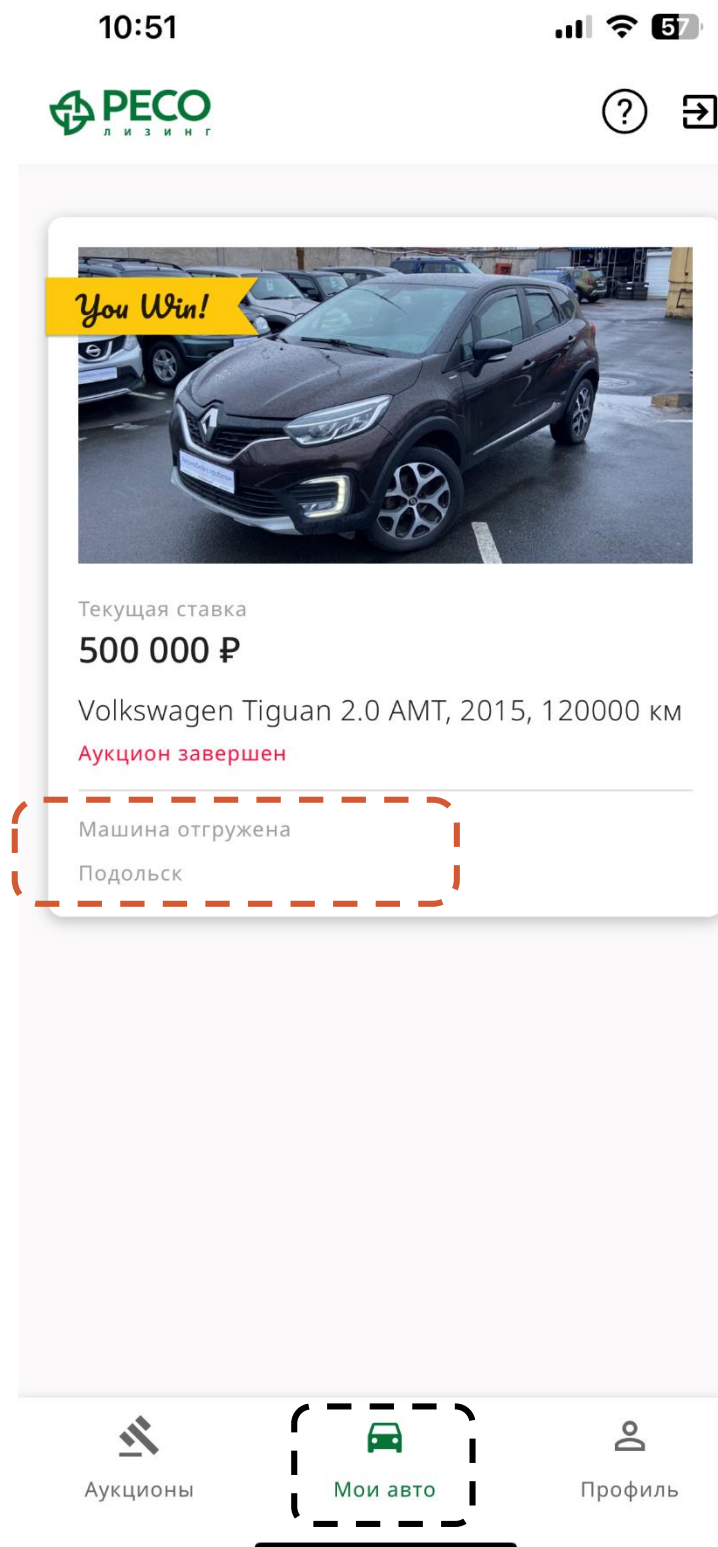 10:51
57
РЕСО
ЛИЗИНГ
?
You Win!
Текущая ставка
500 000 ₽
Volkswagen Tiguan 2.0 AMT, 2015, 120000 км
Аукцион завершен
Машина отгружена
Подольск
Аукционы
Мои авто
Профиль